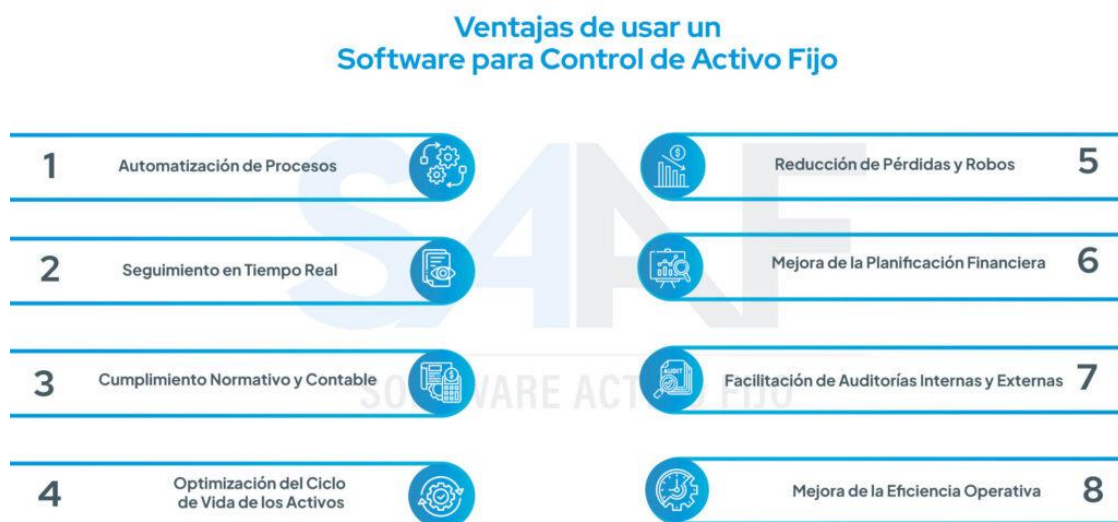 Ventajas de usar un
Software para Control de Activo Fijo
1
Automatización de Procesos
2
Seguimiento en Tiempo Real
3
Cumplimiento Normativo y Contable
4
Optimización del Ciclo
de Vida de los Activos
$
Reducción de Pérdidas y Robos
5
Mejora de la Planificación Financiera
6
AUDIT
Facilitación de Auditorías Internas y Externas
7
Mejora de la Eficiencia Operativa
8
SAAF
SOFTWARE ACTIVO FIJO